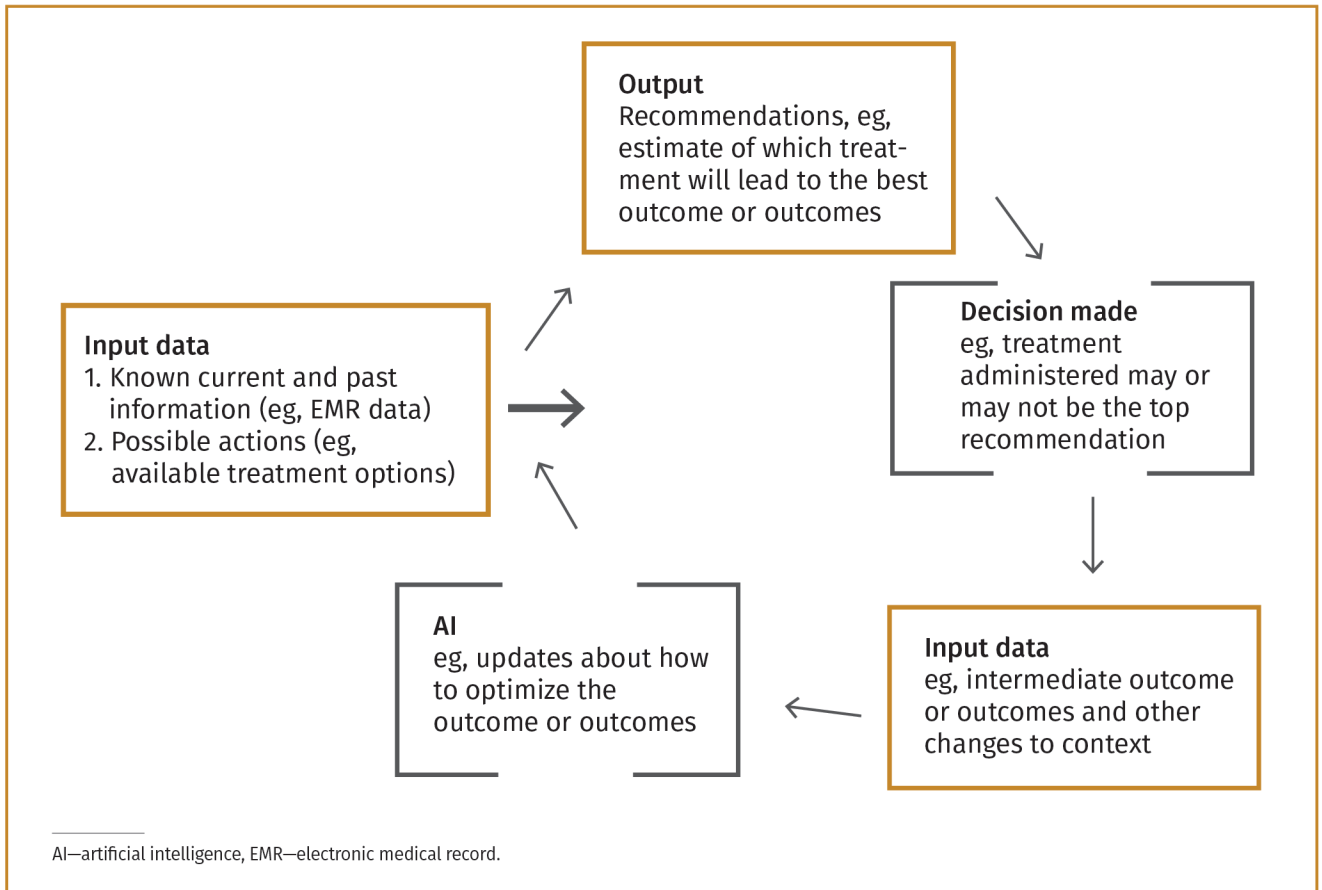 Output
Recommendations, eg,
estimate of which treat-
ment will lead to the best
outcome or outcomes
Input data
1. Known current and past
information (eg, EMR data)
2. Possible actions (eg,
available treatment options)
Decision made
eg, treatment
administered may or
may not be the top
recommendation
Input data
eg, intermediate outcome
or outcomes and other
changes to context
AI
eg, updates about how
to optimize the
outcome or outcomes
AI—artificial intelligence, EMR—electronic medical record.